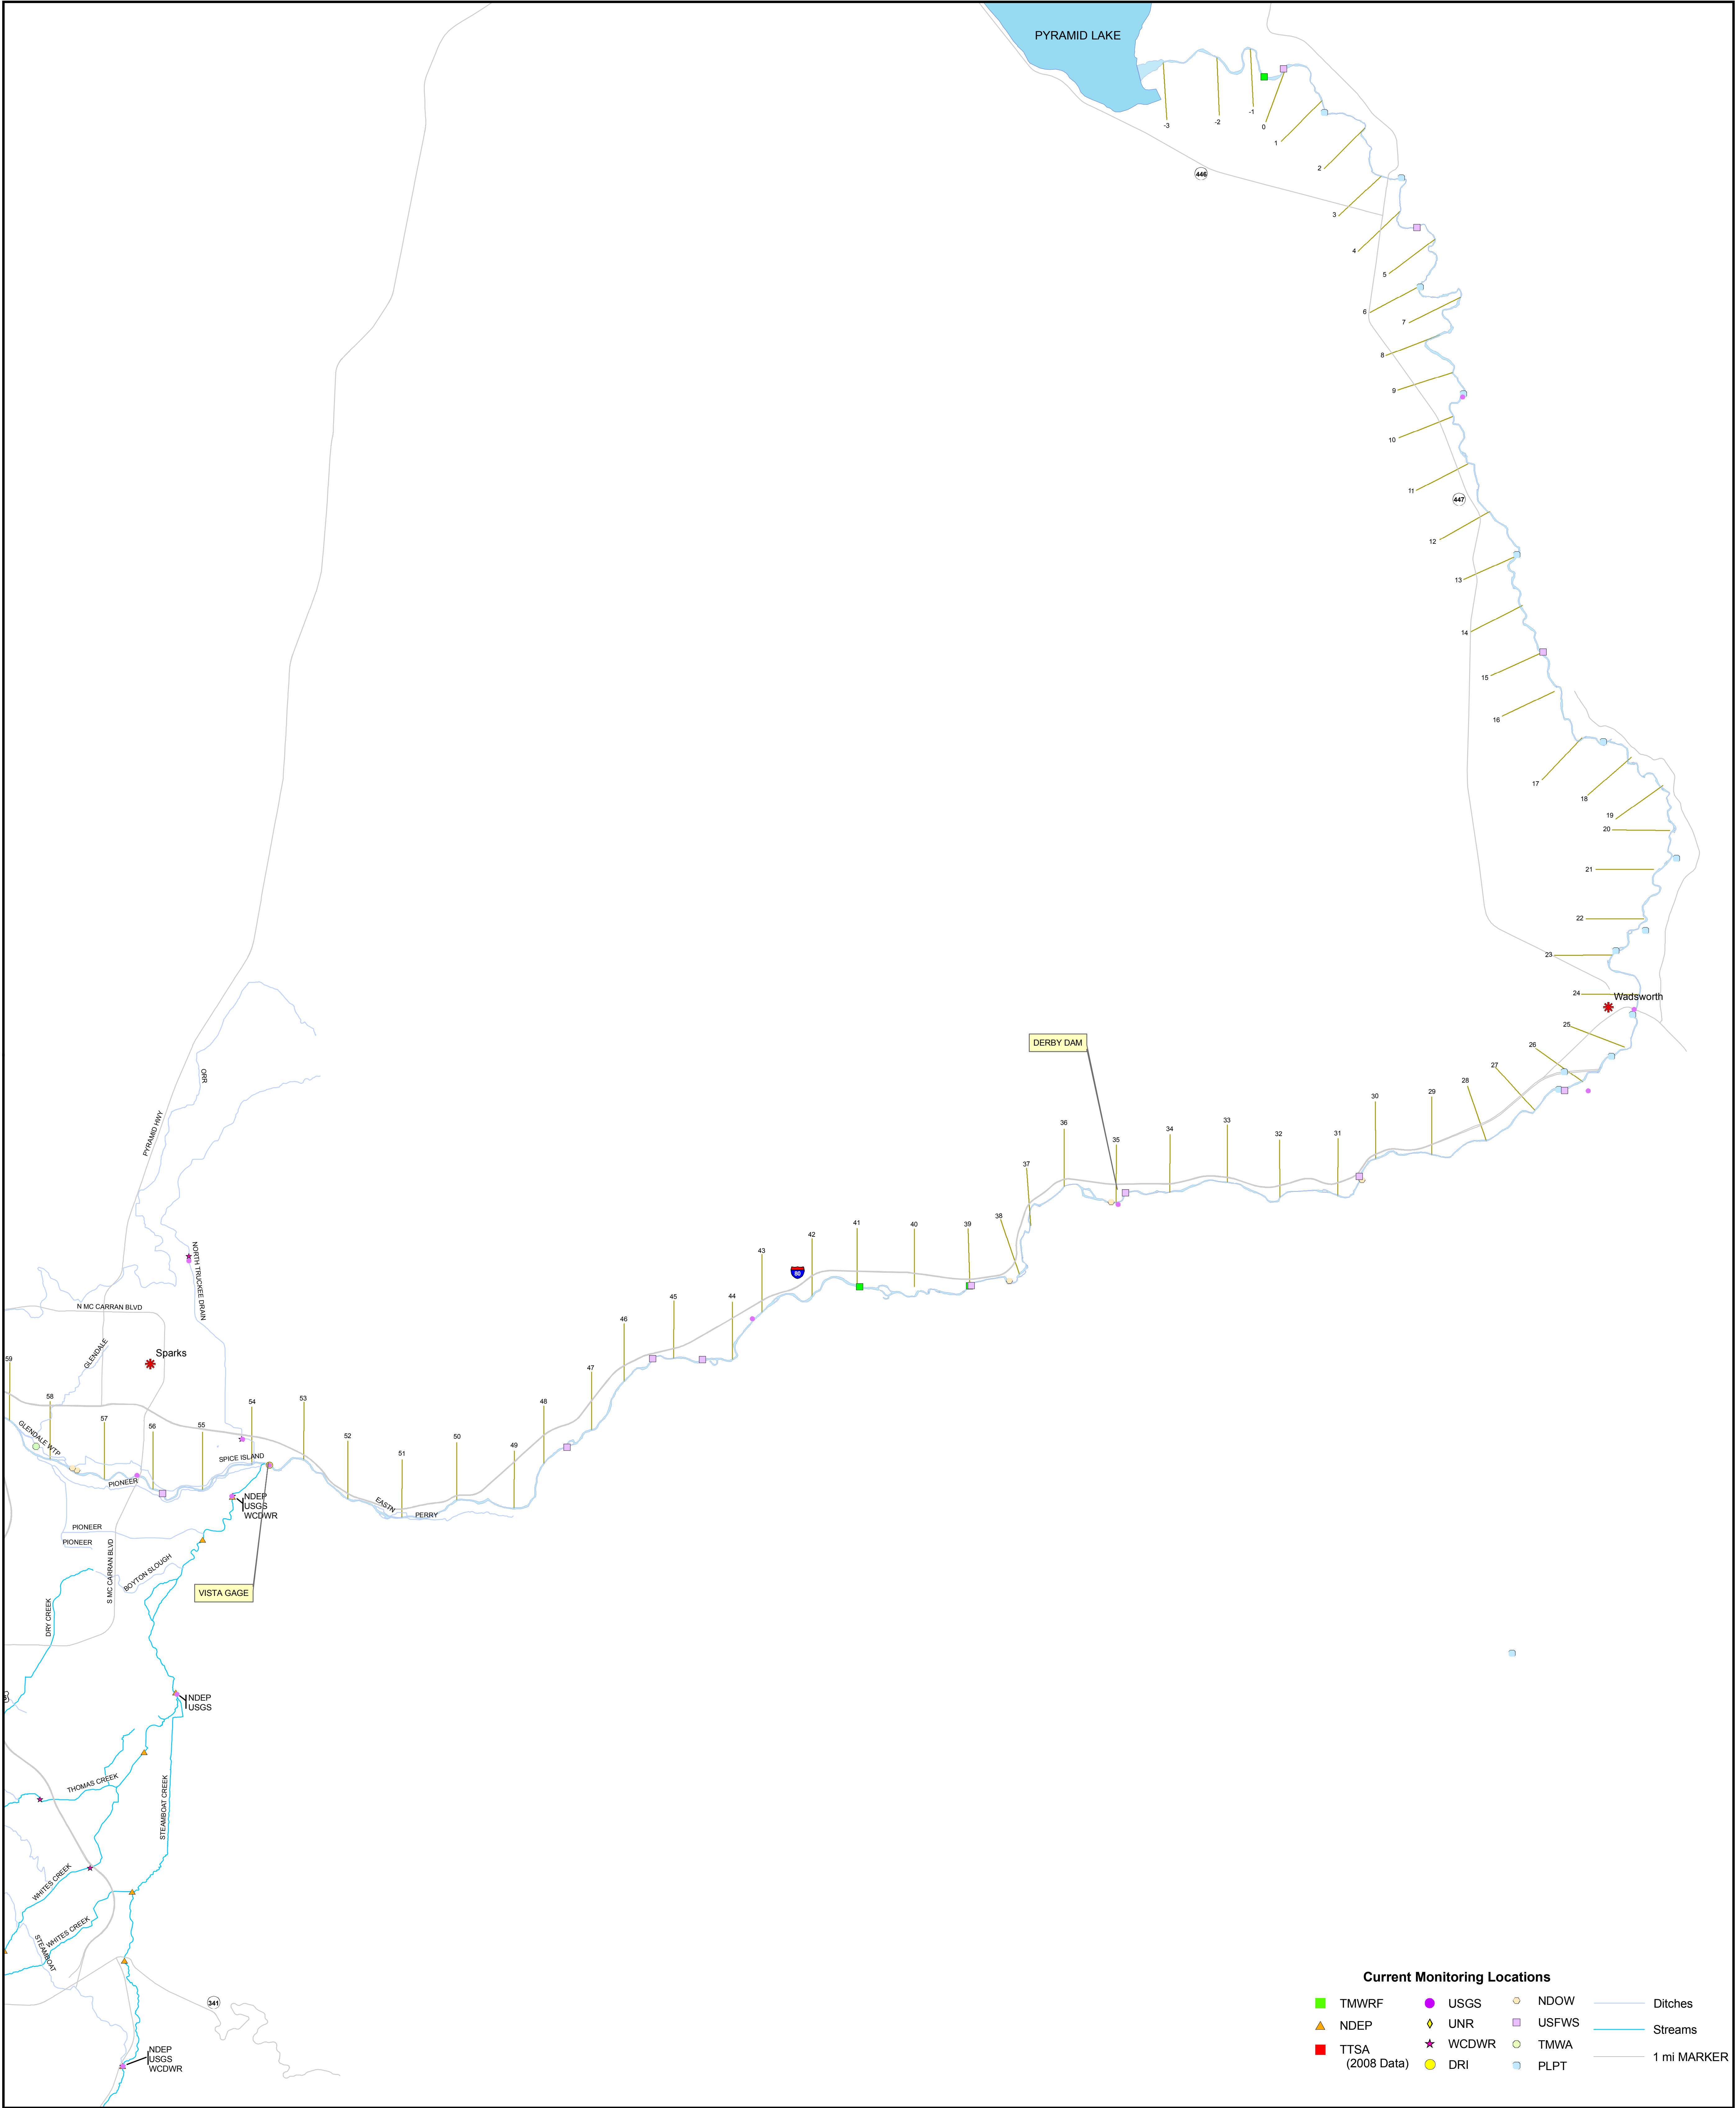 PYRAMID LAKE
-3
-2
-1
0
1
2
446
3
4
5
6
7
8
9
10
11
447
12
13
14
15
16
17
18
19
20
21
22
23
24
Wadsworth
25
26
27
28
29
30
31
32
33
34
35
36
37
DERBY DAM
38
39
40
41
42
80
43
44
45
46
47
48
49
50
51
52
53
54
55
56
57
58
59
ORR
PYRAMID HWY
NORTH TRUCKEE DRAIN
N MC CARRAN BLVD
GLENDALE
Sparks
GLENDALE WTP
PIONEER
SPICE ISLAND
EASTN
PERRY
NDEP
USGS
WCDWR
PIONEER
PIONEER
S MC CARRAN BLVD
BOYTON SLOUGH
VISTA GAGE
DRY CREEK
NDEP
USGS
THOMAS CREEK
STEAMBOAT CREEK
WHITES CREEK
WHITES CREEK
STEAMBOAT
341
NDEP
USGS
WCDWR
Current Monitoring Locations
TMWRF
NDEP
TTSA
(2008 Data)
USGS
UNR
WCDWR
DRI
NDOW
USFWS
TMWA
PLPT
Ditches
Streams
1 mi MARKER